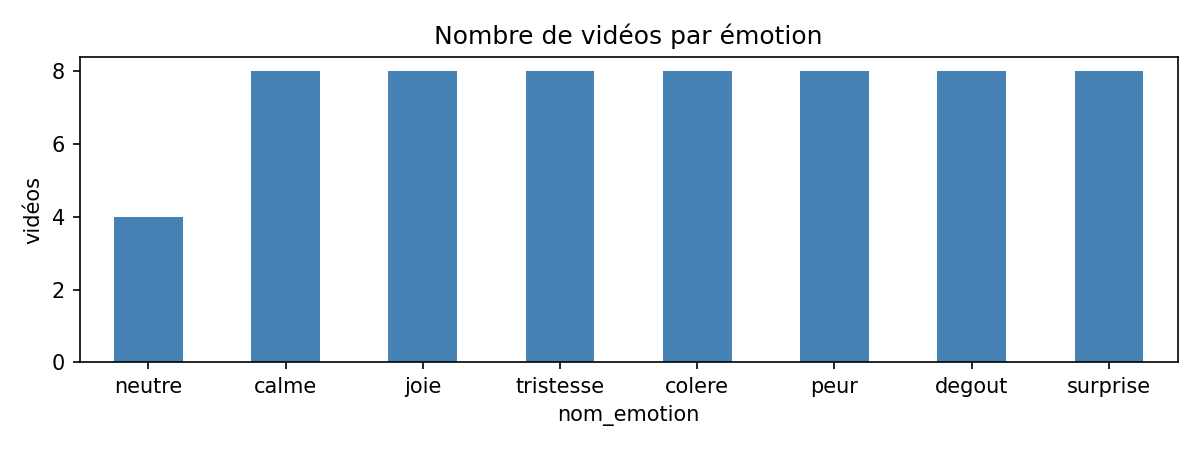 Nombre de vidéos par émotion
8
6
4
2
0
vidéos
neutre calme joie tristesse colere peur degout surprise
nom_emotion